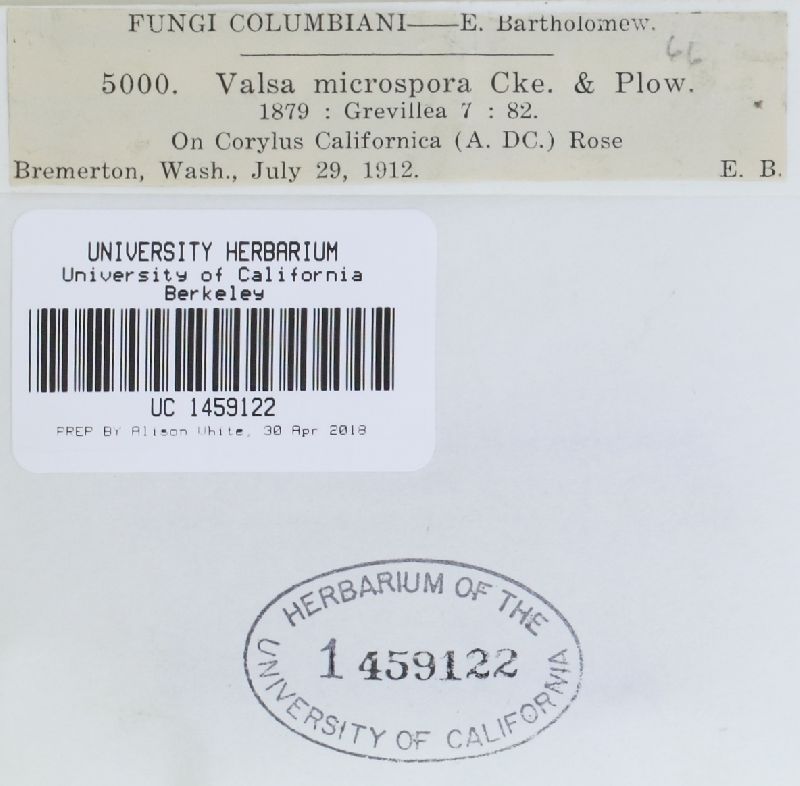 FUNGI COLUMBIANI—E. Bartholomew.
66
5000. Valsa microspora Cke. & Plow.
1879 : Grevillea 7 : 82.
On Corylus Californica (A. DC.) Rose
Bremerton, Wash., July 29, 1912. E. B.
UNIVERSITY HERBARIUM
University of California
Berkeley
UC 1459122
PREP BY Alison White, 30 Apr 2018
HERBARIUM OF THE
1459122
UNIVERSITY OF CALIFORNIA